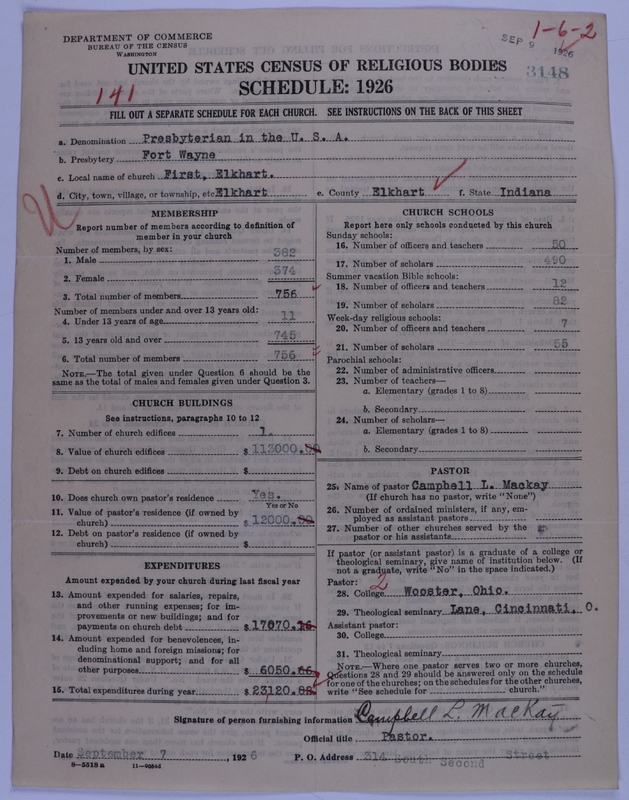 DEPARTMENT OF COMMERCE
BUREAU OF THE CENSUS
WASHINGTON
1-6-2
SEP 9 1926
3148
UNITED STATES CENSUS OF RELIGIOUS BODIES
SCHEDULE: 1926
141
FILL OUT A SEPARATE SCHEDULE FOR EACH CHURCH. SEE INSTRUCTIONS ON THE BACK OF THIS SHEET
a. Denomination Presbyterian in the U. S. A.
b. Presbytery Fort Wayne
c. Local name of church First, Elkhart.
d. City, town, village, or township, etc Elkhart e. County Elkhart f. State Indiana
MEMBERSHIP
Report number of members according to definition of
member in your church
Number of members, by sex:
1. Male 382
2. Female 374
3. Total number of members 756
Number of members under and over 13 years old:
4. Under 13 years of age 11
5. 13 years old and over 745
6. Total number of members 756
NOTE.—The total given under Question 6 should be
same as the total of males and females given under Question 3.
CHURCH BUILDINGS
See instructions, paragraphs 10 to 12
7. Number of church edifices 1.
8. Value of church edifices $ 113000.
9. Debt on church edifices $
10. Does church own pastor's residence Yes.
Yes or No
11. Value of pastor's residence (if owned by
church) $ 12000.
12. Debt on pastor's residence (if owned by
church) $
EXPENDITURES
Amount expended by your church during last fiscal year
13. Amount expended for salaries, repairs,
and other running expenses; for im-
provements or new buildings; and for
payments on church debt $ 17070.16
14. Amount expended for benevolences, in-
cluding home and foreign missions; for
denominational support; and for all
other purposes $ 6050.66
15. Total expenditures during year $ 23120.82
CHURCH SCHOOLS
Report here only schools conducted by this church
Sunday schools:
16. Number of officers and teachers 50
17. Number of scholars 490
Summer vacation Bible schools:
18. Number of officers and teachers 12
19. Number of scholars 82
Week-day religious schools:
20. Number of officers and teachers 7
21. Number of scholars 55
Parochial schools:
22. Number of administrative officers
23. Number of teachers—
a. Elementary (grades 1 to 8)
b. Secondary
24. Number of scholars—
a. Elementary (grades 1 to 8)
b. Secondary
PASTOR
25. Name of pastor Campbell L. Mackay
(If church has no pastor, write "None")
26. Number of ordained ministers, if any, em-
ployed as assistant pastors
27. Number of other churches served by the
pastor or his assistants
If pastor (or assistant pastor) is a graduate of a college or
theological seminary, give name of institution below. (If
not a graduate, write "No" in the space indicated.)
Pastor: 2
28. College Wooster, Ohio.
29. Theological seminary Lane, Cincinnati, O.
Assistant pastor:
30. College
31. Theological seminary
NOTE.—Where one pastor serves two or more churches,
Questions 28 and 29 should be answered only on the schedule
for one of the churches; on the schedules for the other churches,
write "See schedule for church."
Signature of person furnishing information Campbell L. MacKay
Official title Pastor.
Date September 7, 1926 P. O. Address 314 South Second Street
8—5318 a